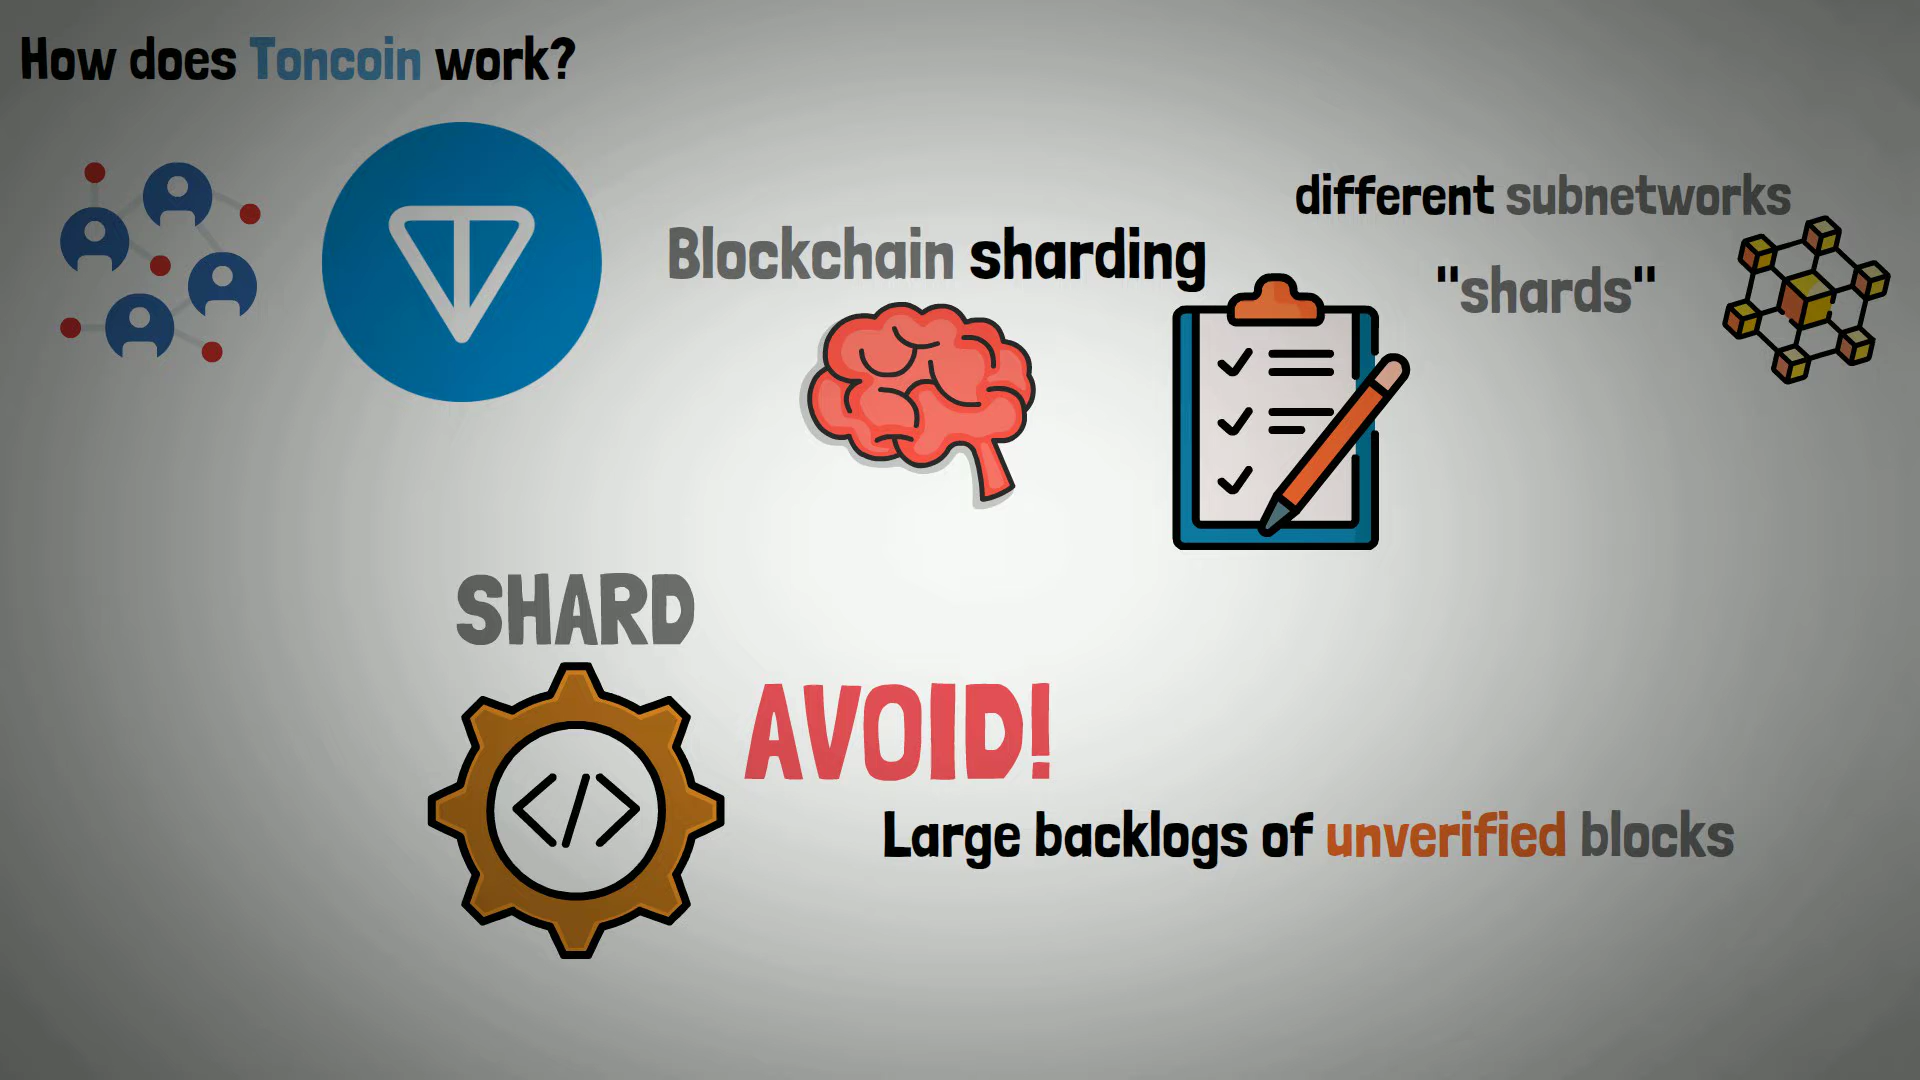 How does Toncoin work?
different subnetworks
Blockchain sharding
"shards"
SHARD
AVOID!
Large backlogs of unverified blocks